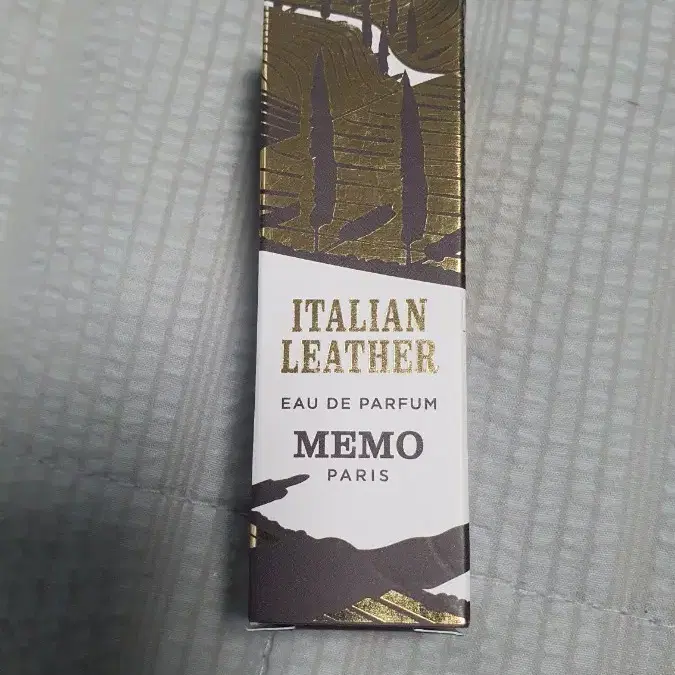 ITALIAN
LEATHER
EAU DE PARFUM
MEMO
PARIS